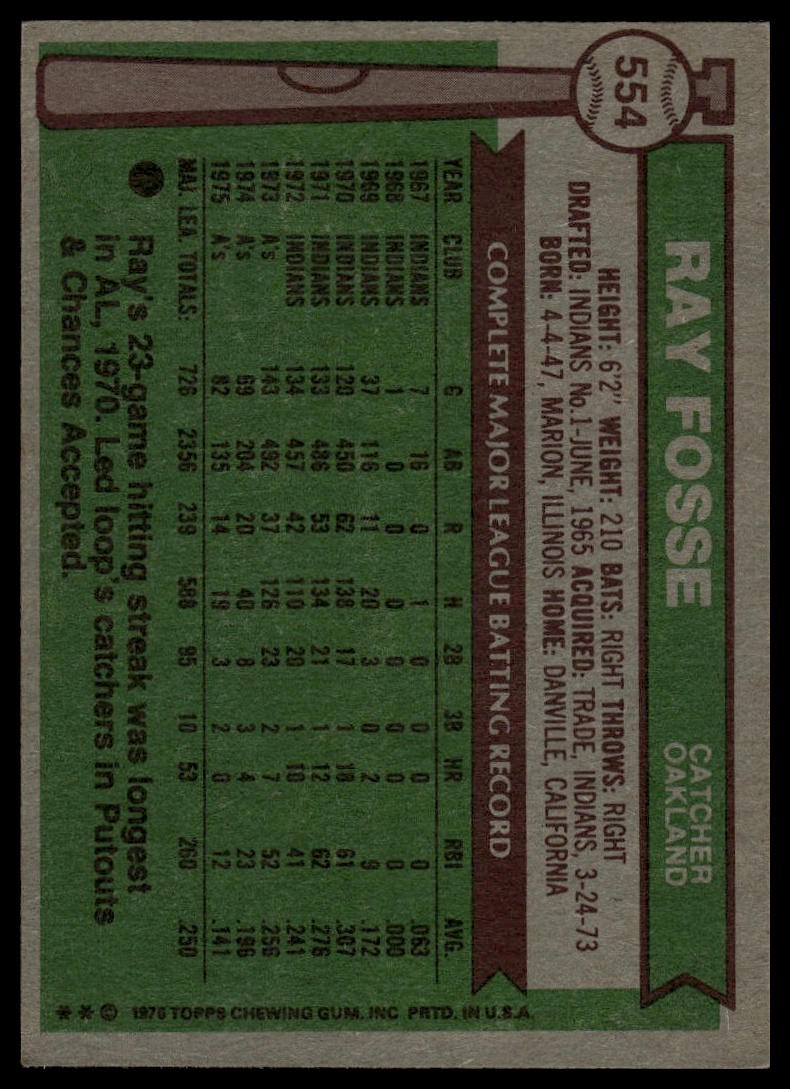 554
RAY FOSSE
CATCHER
OAKLAND
HEIGHT: 6'2" WEIGHT: 210 BATS: RIGHT THROWS: RIGHT
DRAFTED: INDIANS No.1-JUNE, 1965 ACQUIRED: TRADE, INDIANS, 3-24-73
BORN: 4-4-47, MARION, ILLINOIS HOME: DANVILLE, CALIFORNIA
COMPLETE MAJOR LEAGUE BATTING RECORD
YEAR CLUB G AB R H 2B 3B HR RBI AVG.
1967 INDIANS 7 16 0 1 0 0 0 0 .063
1968 INDIANS 1 0 0 0 0 0 0 0 .000
1969 INDIANS 37 116 11 20 3 0 2 9 .172
1970 INDIANS 120 450 62 138 17 1 18 61 .307
1971 INDIANS 133 486 53 134 21 1 12 62 .276
1972 INDIANS 134 457 42 110 20 1 10 41 .241
1973 A's 143 492 37 126 23 2 7 52 .256
1974 A's 69 204 20 40 8 3 4 23 .196
1975 A's 82 135 14 19 3 2 0 12 .141
MAJ. LEA. TOTALS: 726 2356 239 588 95 10 53 260 .250
Ray's 23-game hitting streak was longest
in AL, 1970. Led loop's catchers in Putouts
& Chances Accepted.
** © 1976 TOPPS CHEWING GUM, INC PRTD. IN U.S.A.